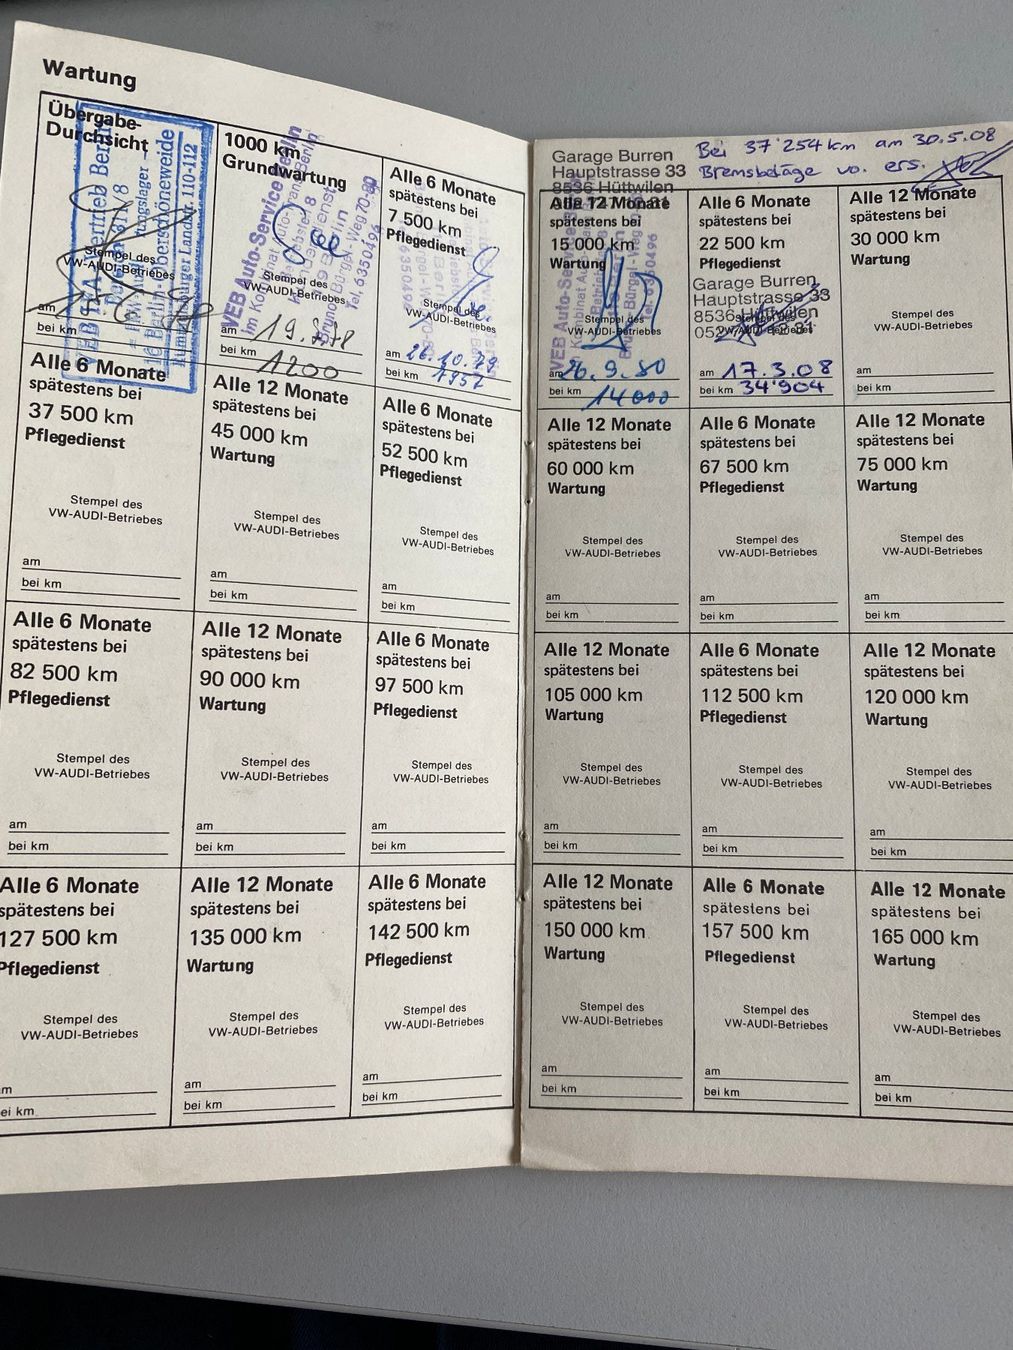 Wartung
Übergabe-
Durchsicht
Stempel des
VW-AUDI-Betriebes
am
bei km
1000 km
Grundwartung
VEB Auto-Service Berlin
Stempel des
VW-AUDI-Betriebes
am
bei km 1200
Alle 6 Monate
spätestens bei
7 500 km
Pflegedienst
Stempel des
VW-AUDI-Betriebes
am 26.10.79
bei km
Garage Burren
Hauptstrasse 33
8536 Hüttwilen
Bei 37'254 km am 30.5.08
Bremsbeläge vo. ers.
Alle 12 Monate
spätestens bei
15 000 km
Wartung
VEB Auto-Service
Stempel des
VW-AUDI-Betriebes
am 26.9.80
bei km 14000
Alle 6 Monate
spätestens bei
22 500 km
Pflegedienst
Garage Burren
Hauptstrasse 33
8536 Hüttwilen
am 17.3.08
bei km 34'904
Alle 12 Monate
spätestens bei
30 000 km
Wartung
Stempel des
VW-AUDI-Betriebes
am
bei km
Alle 6 Monate
spätestens bei
37 500 km
Pflegedienst
Stempel des
VW-AUDI-Betriebes
am
bei km
Alle 12 Monate
spätestens bei
45 000 km
Wartung
Stempel des
VW-AUDI-Betriebes
am
bei km
Alle 6 Monate
spätestens bei
52 500 km
Pflegedienst
Stempel des
VW-AUDI-Betriebes
am
bei km
Alle 12 Monate
spätestens bei
60 000 km
Wartung
Stempel des
VW-AUDI-Betriebes
am
bei km
Alle 6 Monate
spätestens bei
67 500 km
Pflegedienst
Stempel des
VW-AUDI-Betriebes
am
bei km
Alle 12 Monate
spätestens bei
75 000 km
Wartung
Stempel des
VW-AUDI-Betriebes
am
bei km
Alle 6 Monate
spätestens bei
82 500 km
Pflegedienst
Stempel des
VW-AUDI-Betriebes
am
bei km
Alle 12 Monate
spätestens bei
90 000 km
Wartung
Stempel des
VW-AUDI-Betriebes
am
bei km
Alle 6 Monate
spätestens bei
97 500 km
Pflegedienst
Stempel des
VW-AUDI-Betriebes
am
bei km
Alle 12 Monate
spätestens bei
105 000 km
Wartung
Stempel des
VW-AUDI-Betriebes
am
bei km
Alle 6 Monate
spätestens bei
112 500 km
Pflegedienst
Stempel des
VW-AUDI-Betriebes
am
bei km
Alle 12 Monate
spätestens bei
120 000 km
Wartung
Stempel des
VW-AUDI-Betriebes
am
bei km
Alle 6 Monate
spätestens bei
127 500 km
Pflegedienst
Stempel des
VW-AUDI-Betriebes
m
ei km
Alle 12 Monate
spätestens bei
135 000 km
Wartung
Stempel des
VW-AUDI-Betriebes
am
bei km
Alle 6 Monate
spätestens bei
142 500 km
Pflegedienst
Stempel des
VW-AUDI-Betriebes
am
bei km
Alle 12 Monate
spätestens bei
150 000 km
Wartung
Stempel des
VW-AUDI-Betriebes
am
bei km
Alle 6 Monate
spätestens bei
157 500 km
Pflegedienst
Stempel des
VW-AUDI-Betriebes
am
bei km
Alle 12 Monate
spätestens bei
165 000 km
Wartung
Stempel des
VW-AUDI-Betriebes
am
bei km